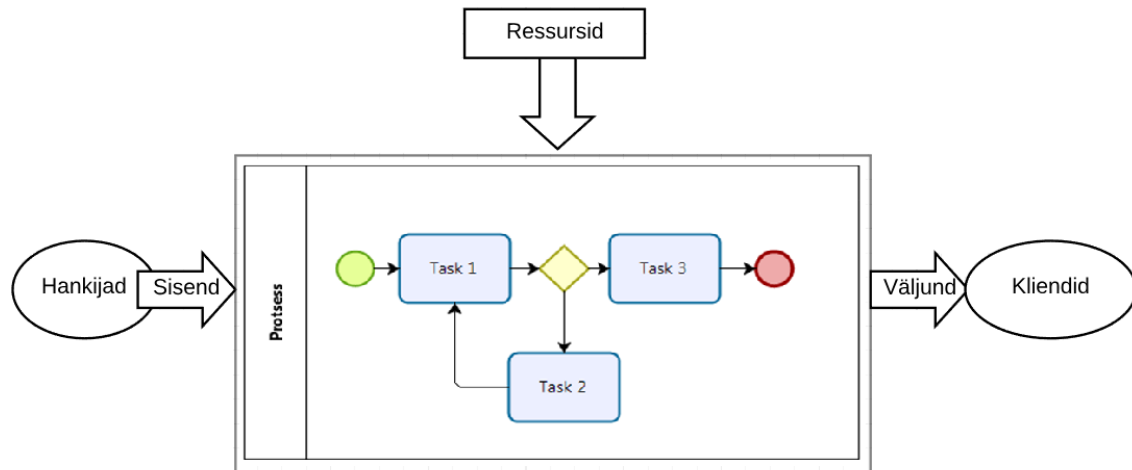 Ressursid
Hankijad
Sisend
Protsess
Task 1
Task 3
Task 2
Väljund
Kliendid